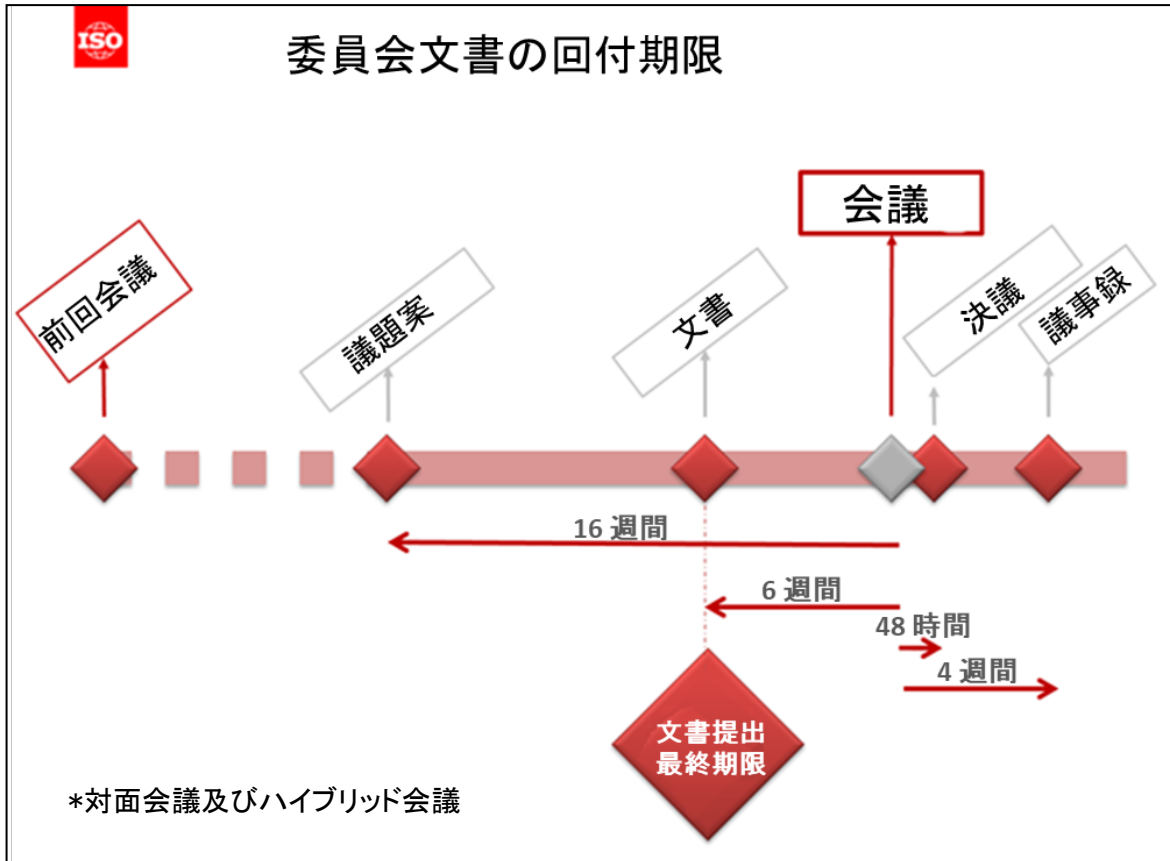 ISO
委員会文書の回付期限
会議
前回会議
議題案
文書
決議
議事録
16 週間
6 週間
48 時間
4 週間
文書提出
最終期限
*対面会議及びハイブリッド会議